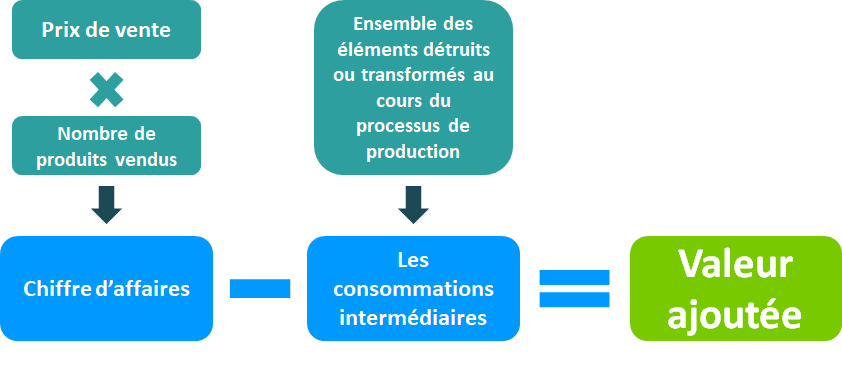 Prix de vente
Nombre de
produits vendus
Ensemble des
éléments détruits
ou transformés au
cours du
processus de
production
Chiffre d'affaires
Les
consommations
intermédiaires
Valeur
ajoutée